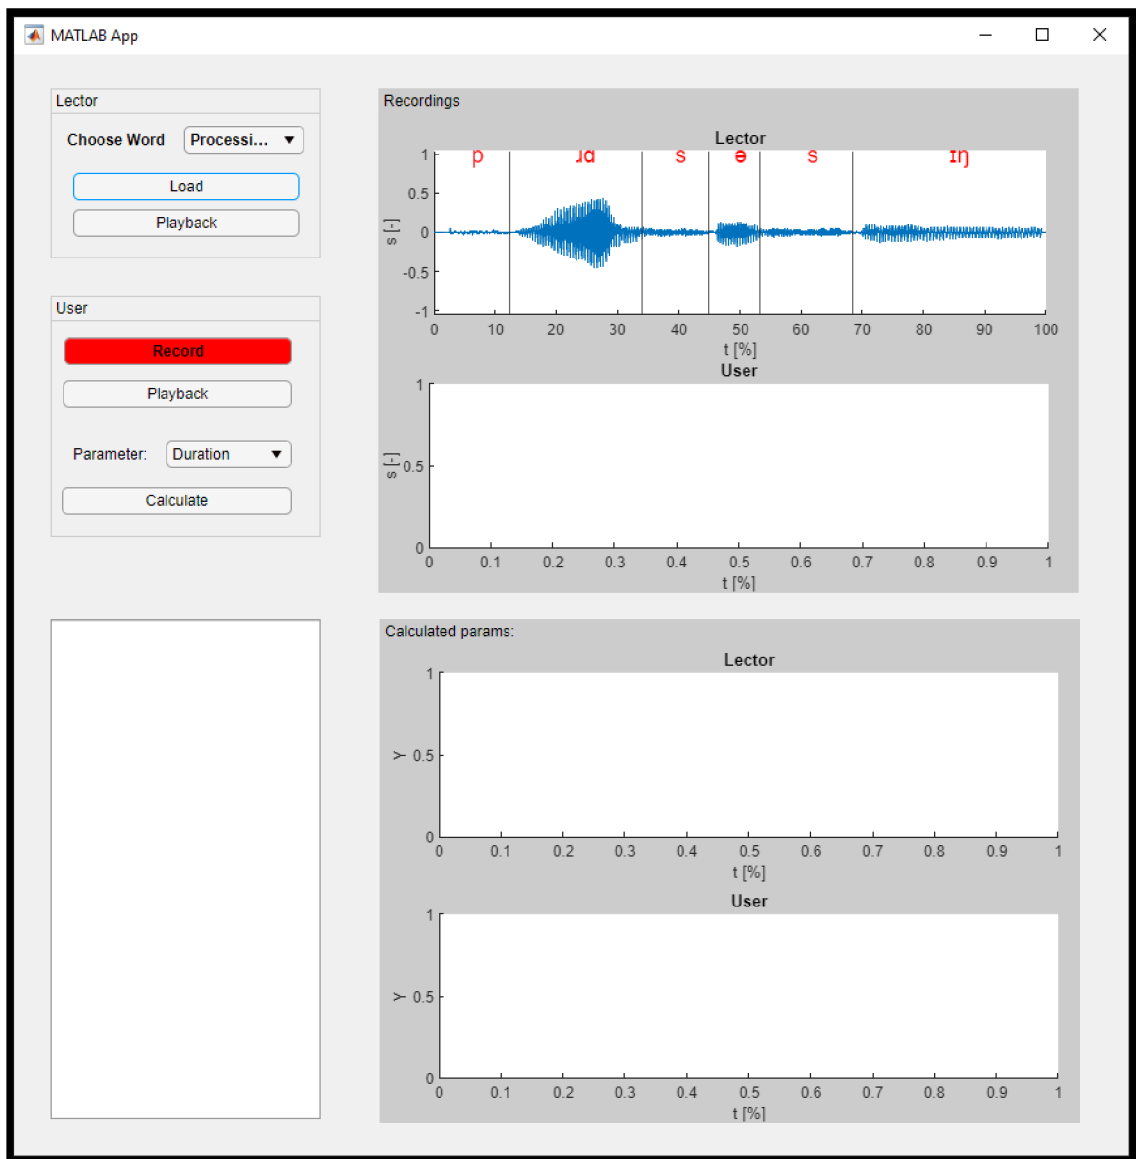 MATLAB App
Lector
Choose Word Processi...
Load
Playback
User
Record
Playback
Parameter: Duration
Calculate
Recordings
Lector
p ɹɑ s ə s ɪŋ
1
0.5
0
-0.5
-1
s [-]
0 10 20 30 40 50 60 70 80 90 100
t [%]
User
1
0.5
0
s [-]
0 0.1 0.2 0.3 0.4 0.5 0.6 0.7 0.8 0.9 1
t [%]
Calculated params:
Lector
1
0.5
0
Y
0 0.1 0.2 0.3 0.4 0.5 0.6 0.7 0.8 0.9 1
t [%]
User
1
0.5
0
Y
0 0.1 0.2 0.3 0.4 0.5 0.6 0.7 0.8 0.9 1
t [%]